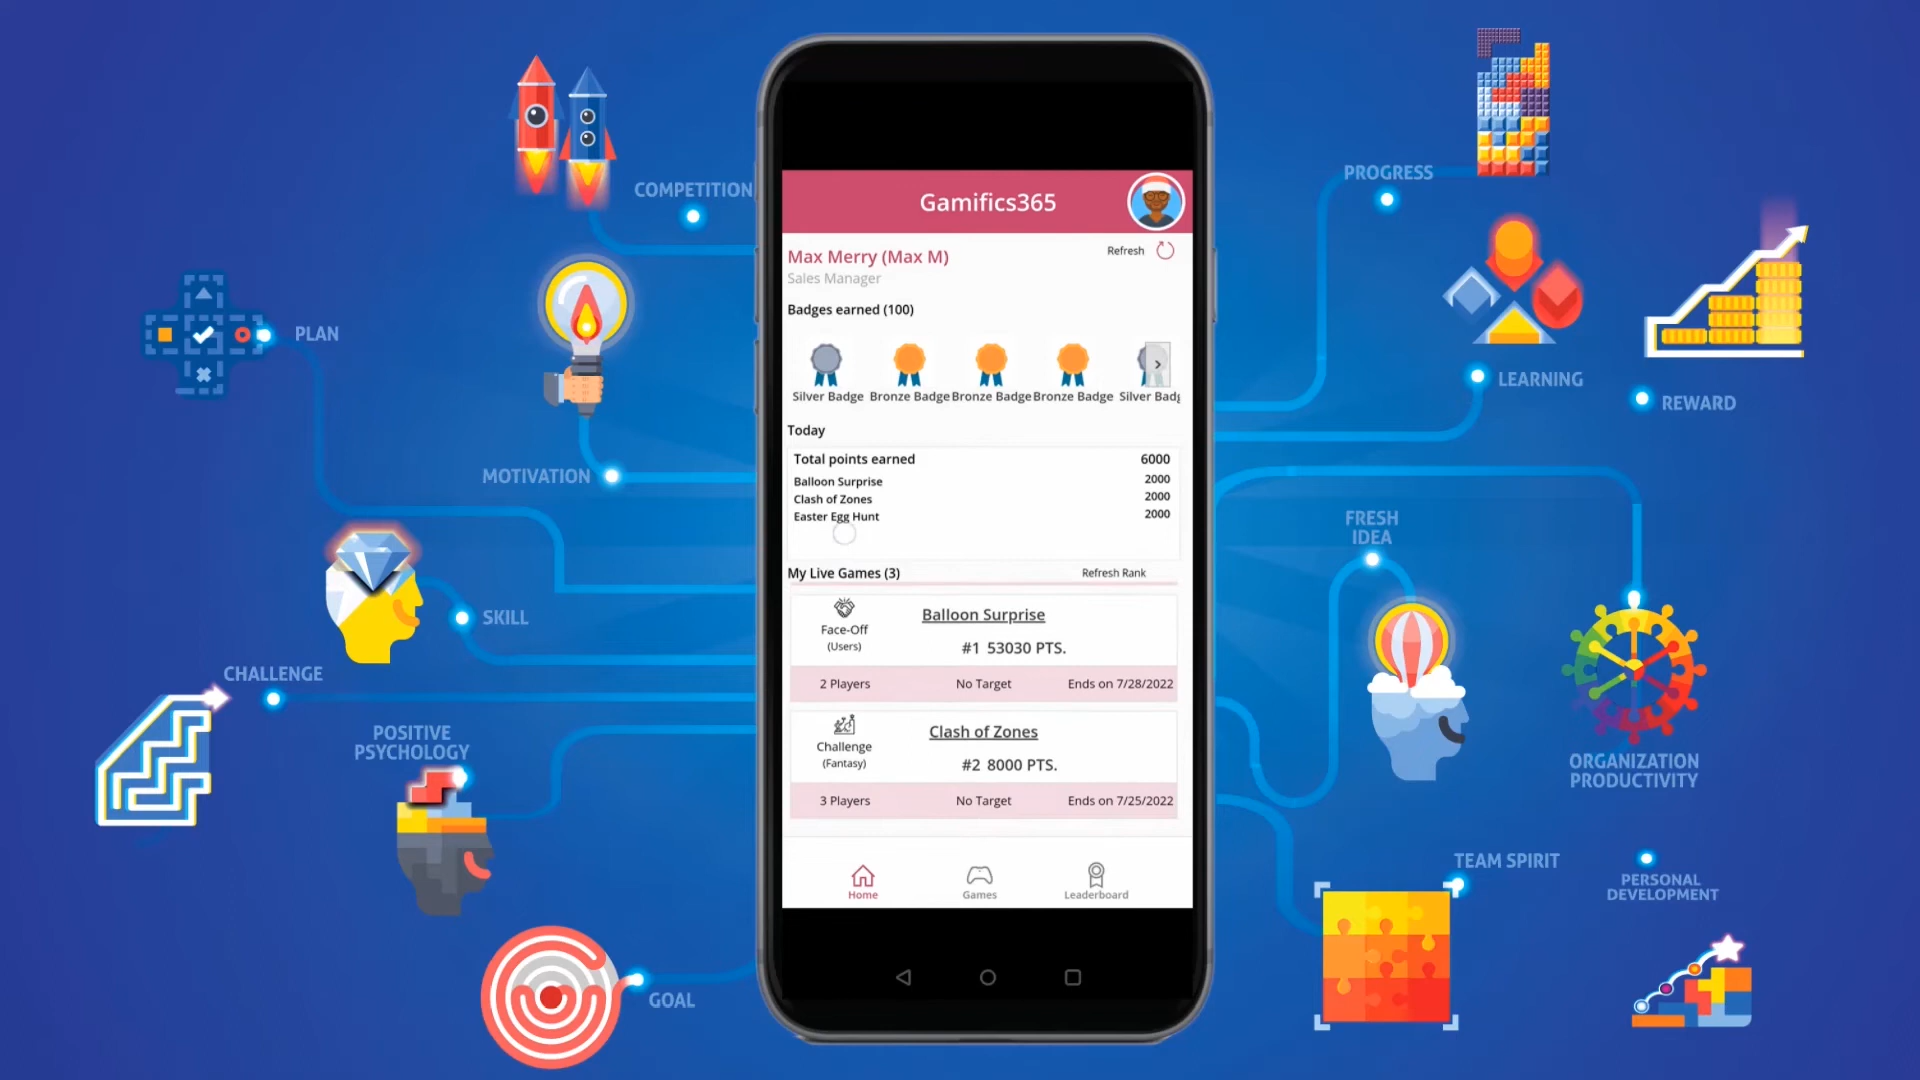 COMPETITION
PLAN
MOTIVATION
SKILL
CHALLENGE
POSITIVE
PSYCHOLOGY
GOAL
Gamifics365
Max Merry (Max M)
Refresh
Sales Manager
Badges earned (100)
Silver Badge
Bronze Badge
Bronze Badge
Bronze Badge
Silver Badg
Today
Total points earned 6000
Balloon Surprise 2000
Clash of Zones 2000
Easter Egg Hunt 2000
My Live Games (3) Refresh Rank
Face-Off
(Users)
Balloon Surprise
#1 53030 PTS.
2 Players No Target Ends on 7/28/2022
Challenge
(Fantasy)
Clash of Zones
#2 8000 PTS.
3 Players No Target Ends on 7/25/2022
Home
Games
Leaderboard
PROGRESS
LEARNING
REWARD
FRESH
IDEA
ORGANIZATION
PRODUCTIVITY
TEAM SPIRIT
PERSONAL
DEVELOPMENT